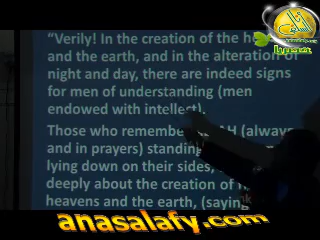 "Verily! In the creation of the he
and the earth, and in the alteration of
night and day, there are indeed signs
for men of understanding (men
endowed with intellect).
Those who remember ALLAH (always
and in prayers) standing
lying down on their sides,
deeply about the creation of
heavens and the earth, (saying
anasalafy.com